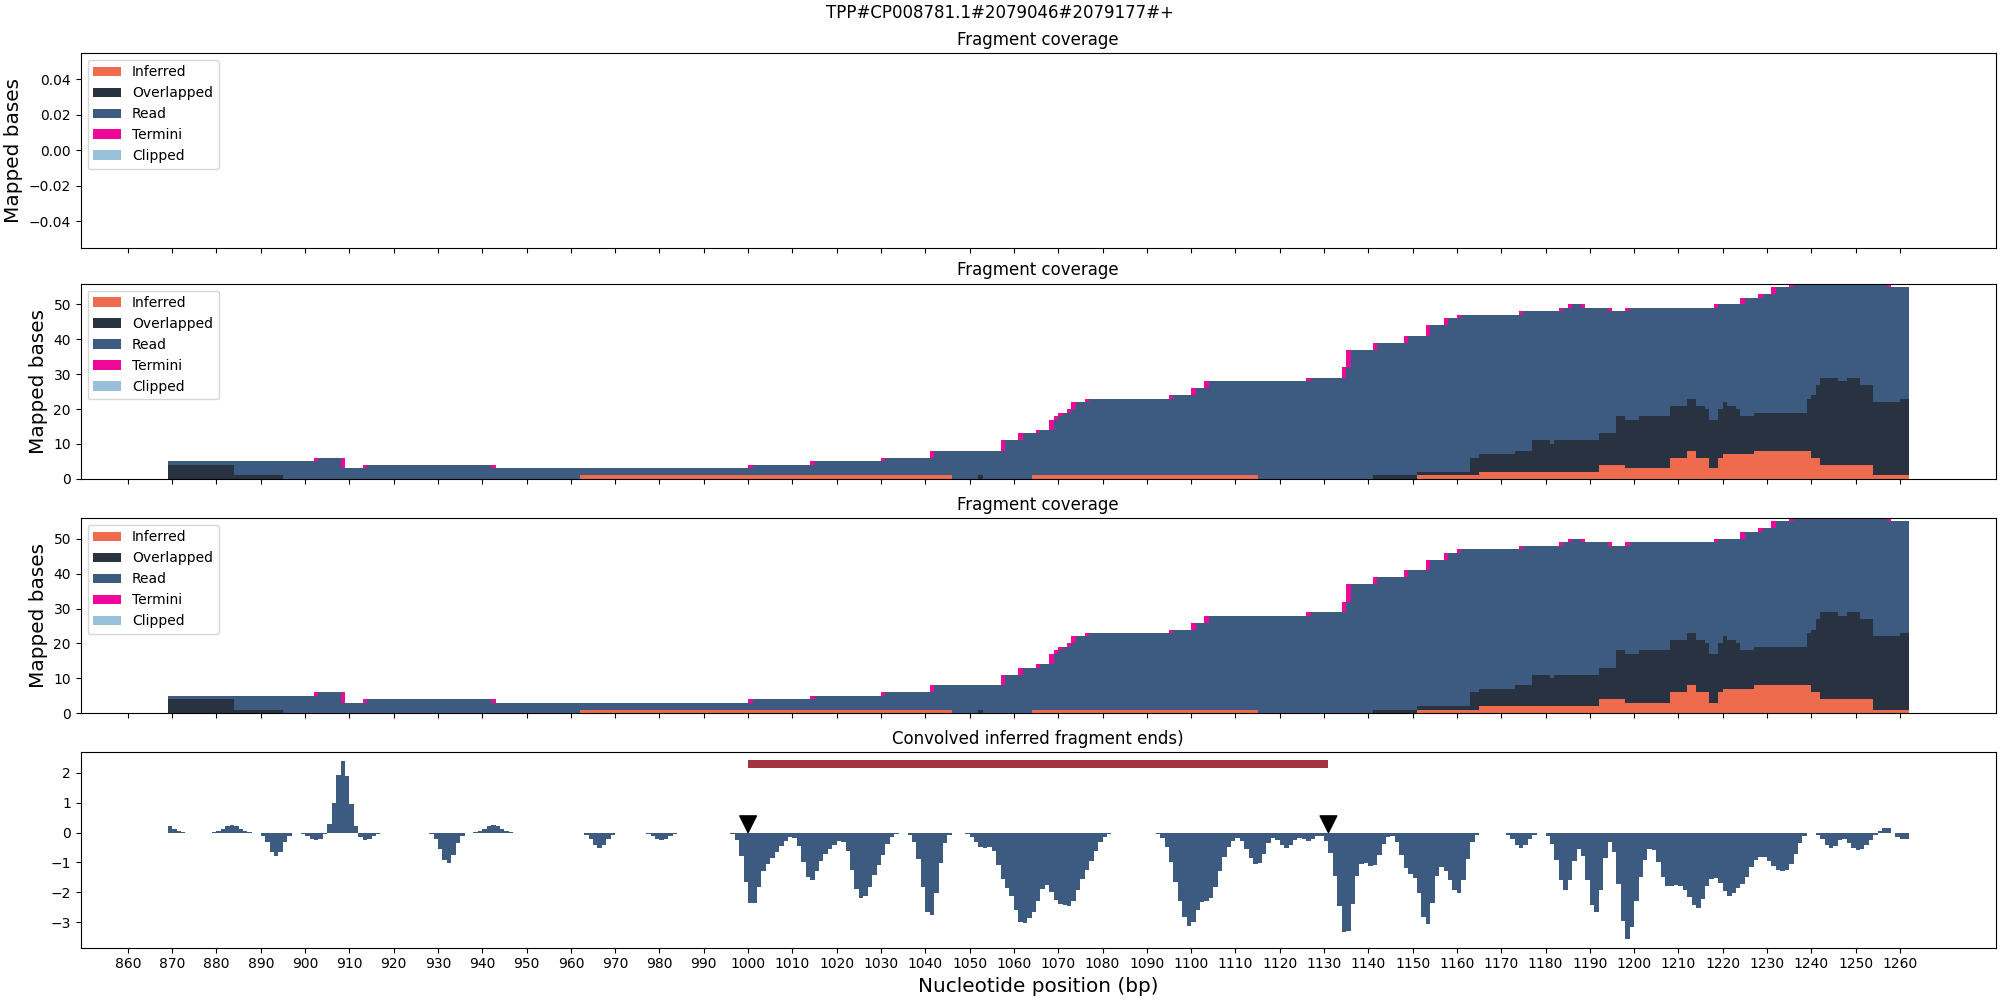 TPP#CP008781.1#2079046#2079177#+
Fragment coverage
Mapped bases
0.04
0.02
0.00
−0.02
−0.04
Inferred
Overlapped
Read
Termini
Clipped
Fragment coverage
Mapped bases
50
40
30
20
10
0
Inferred
Overlapped
Read
Termini
Clipped
Fragment coverage
Mapped bases
50
40
30
20
10
0
Inferred
Overlapped
Read
Termini
Clipped
Convolved inferred fragment ends)
2
1
0
−1
−2
−3
860 870 880 890 900 910 920 930 940 950 960 970 980 990 1000 1010 1020 1030 1040 1050 1060 1070 1080 1090 1100 1110 1120 1130 1140 1150 1160 1170 1180 1190 1200 1210 1220 1230 1240 1250 1260
Nucleotide position (bp)